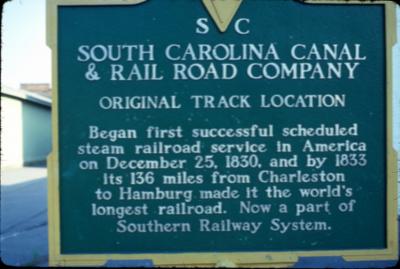 S C
SOUTH CAROLINA CANAL
& RAIL ROAD COMPANY
ORIGINAL TRACK LOCATION
Began first successful scheduled
steam railroad service in America
on December 25, 1830, and by 1833
its 136 miles from Charleston
to Hamburg made it the world's
longest railroad. Now a part of
Southern Railway System.